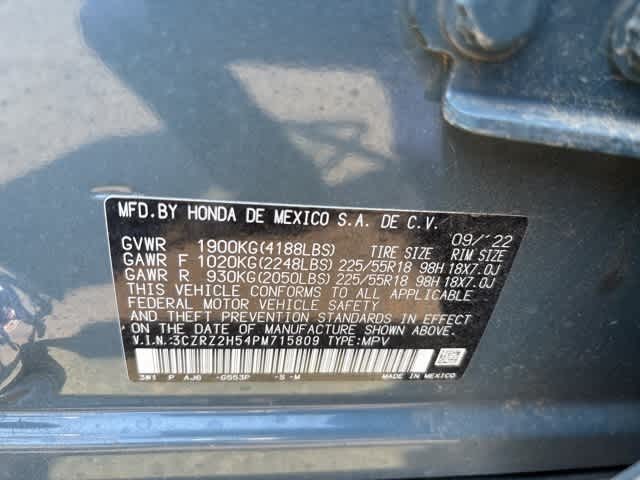 MFD.BY HONDA DE MEXICO S.A. DE C.V.
09/'22
GVWR 1900KG(4188LBS) TIRE SIZE RIM SIZE
GAWR F 1020KG(2248LBS) 225/55R18 98H 18X7.0J
GAWR R 930KG(2050LBS) 225/55R18 98H 18X7.0J
THIS VEHICLE CONFORMS TO ALL APPLICABLE
FEDERAL MOTOR VEHICLE SAFETY
AND THEFT PREVENTION STANDARDS IN EFFECT
ON THE DATE OF MANUFACTURE SHOWN ABOVE.
V.I.N.:3CZRZ2H54PM715809 TYPE:MPV
3W1 P AJ6 -G553P -S-M MADE IN MEXICO